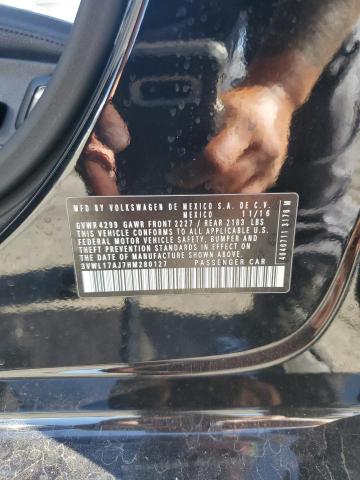 MFD.BY VOLKSWAGEN DE MEXICO S.A. DE C.V.
MEXICO 11/16
GVWR4299 GAWR FRONT 2227 / REAR 2183 LBS
THIS VEHICLE CONFORMS TO ALL APPLICABLE U.S.
FEDERAL MOTOR VEHICLE SAFETY, BUMPER AND
THEFT PREVENTION STANDARDS IN EFFECT ON
THE DATE OF MANUFACTURE SHOWN ABOVE.
3VWL17AJ7HM280127 PASSENGER CAR